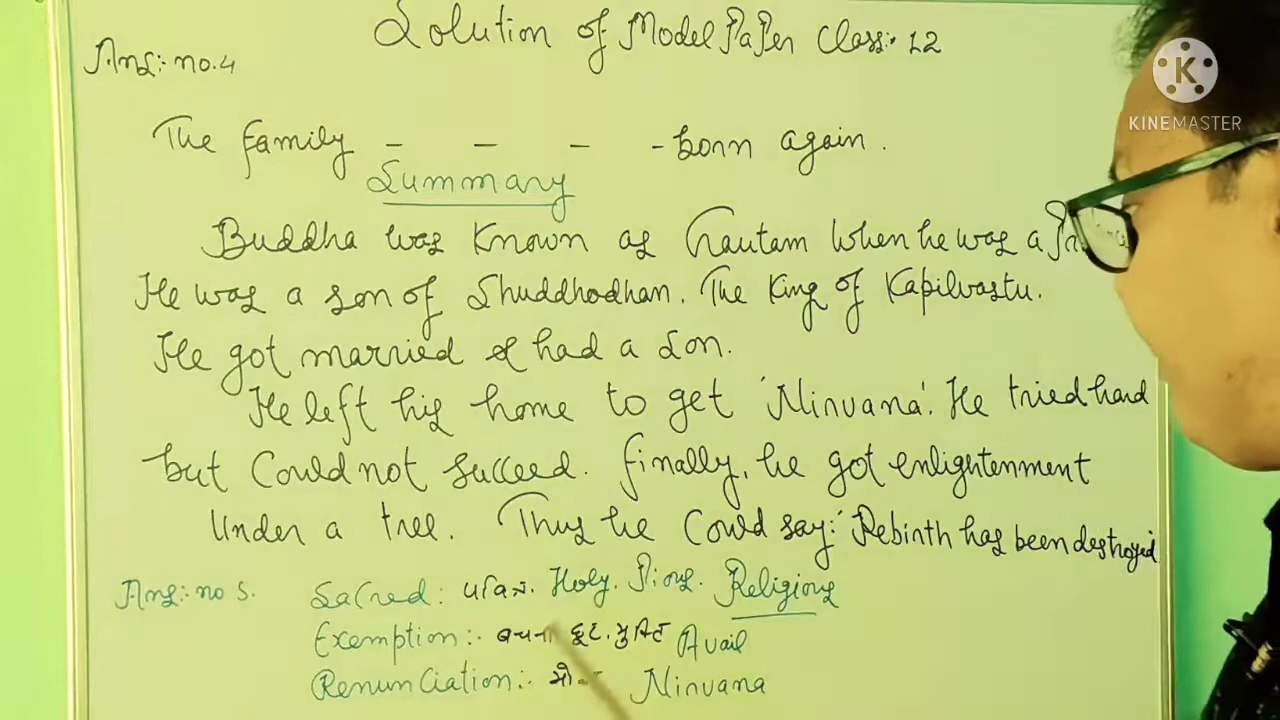 Solution of Model PaPer Class:- 12
Ans:- no.4
K
KINEMASTER
The family - - - - born again.
Summary
Buddha was Known as Gautam When he was a
He was a son of Shuddhodhan. The King of Kapilvastu.
He got married & had a Son.
He left his home to get 'Nirvana'. He tried hard
but Could not succeed. finally, he got enlightenment
Under a tree. Thus he Could say:' Rebirth has been destroyed
Ans:- no 5. Sacred: पवित्र. Holy. Pious. Religious
Exemption:- छूट. मुक्ति Avail
Renunciation:- Nirvana